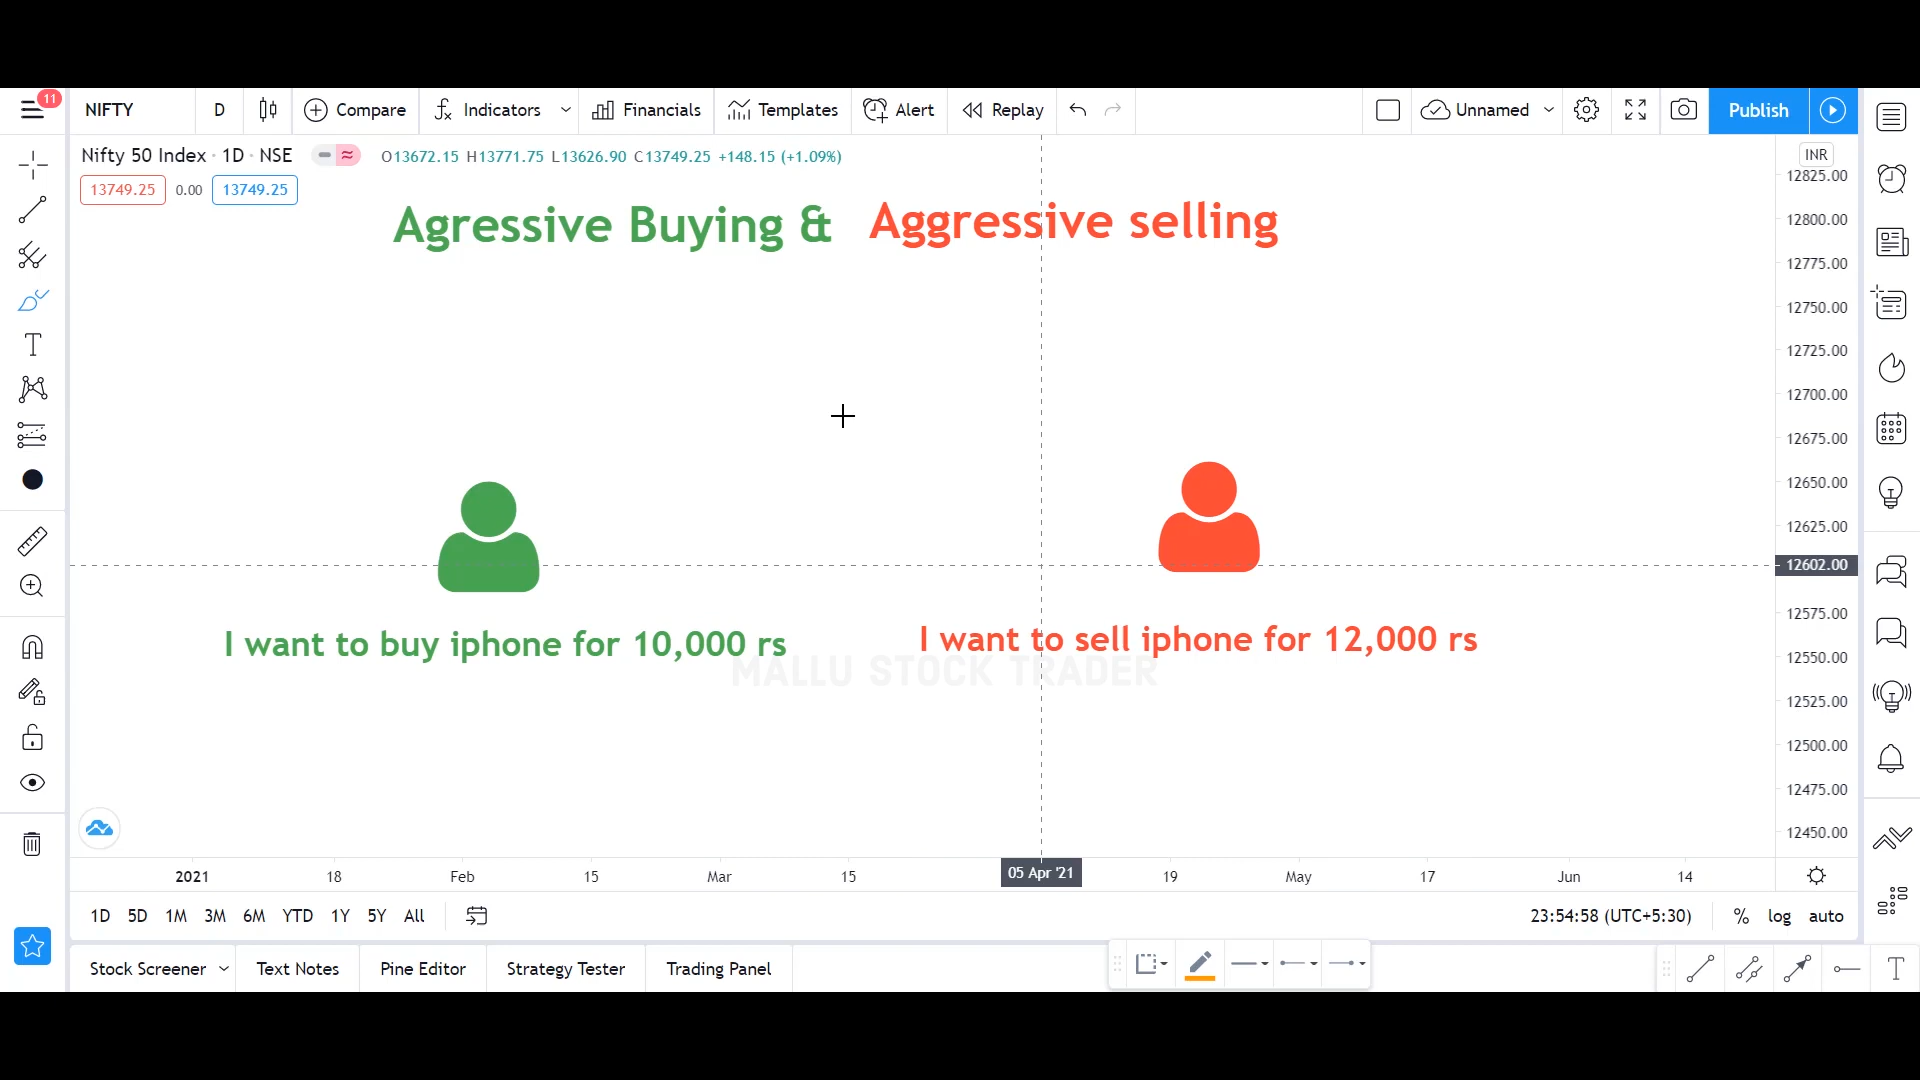 11
NIFTY D Compare Indicators Financials Templates Alert Replay Unnamed Publish
Nifty 50 Index · 1D · NSE O13672.15 H13771.75 L13626.90 C13749.25 +148.15 (+1.09%) INR
13749.25 0.00 13749.25
Agressive Buying & Aggressive selling
12825.00
12800.00
12775.00
12750.00
12725.00
12700.00
12675.00
12650.00
12625.00
12602.00
12575.00
12550.00
12525.00
12500.00
12475.00
12450.00
I want to buy iphone for 10,000 rs
I want to sell iphone for 12,000 rs
MALLU STOCK TRADER
2021 18 Feb 15 Mar 15 05 Apr '21 19 May 17 Jun 14
1D 5D 1M 3M 6M YTD 1Y 5Y All 23:54:58 (UTC+5:30) % log auto
Stock Screener Text Notes Pine Editor Strategy Tester Trading Panel